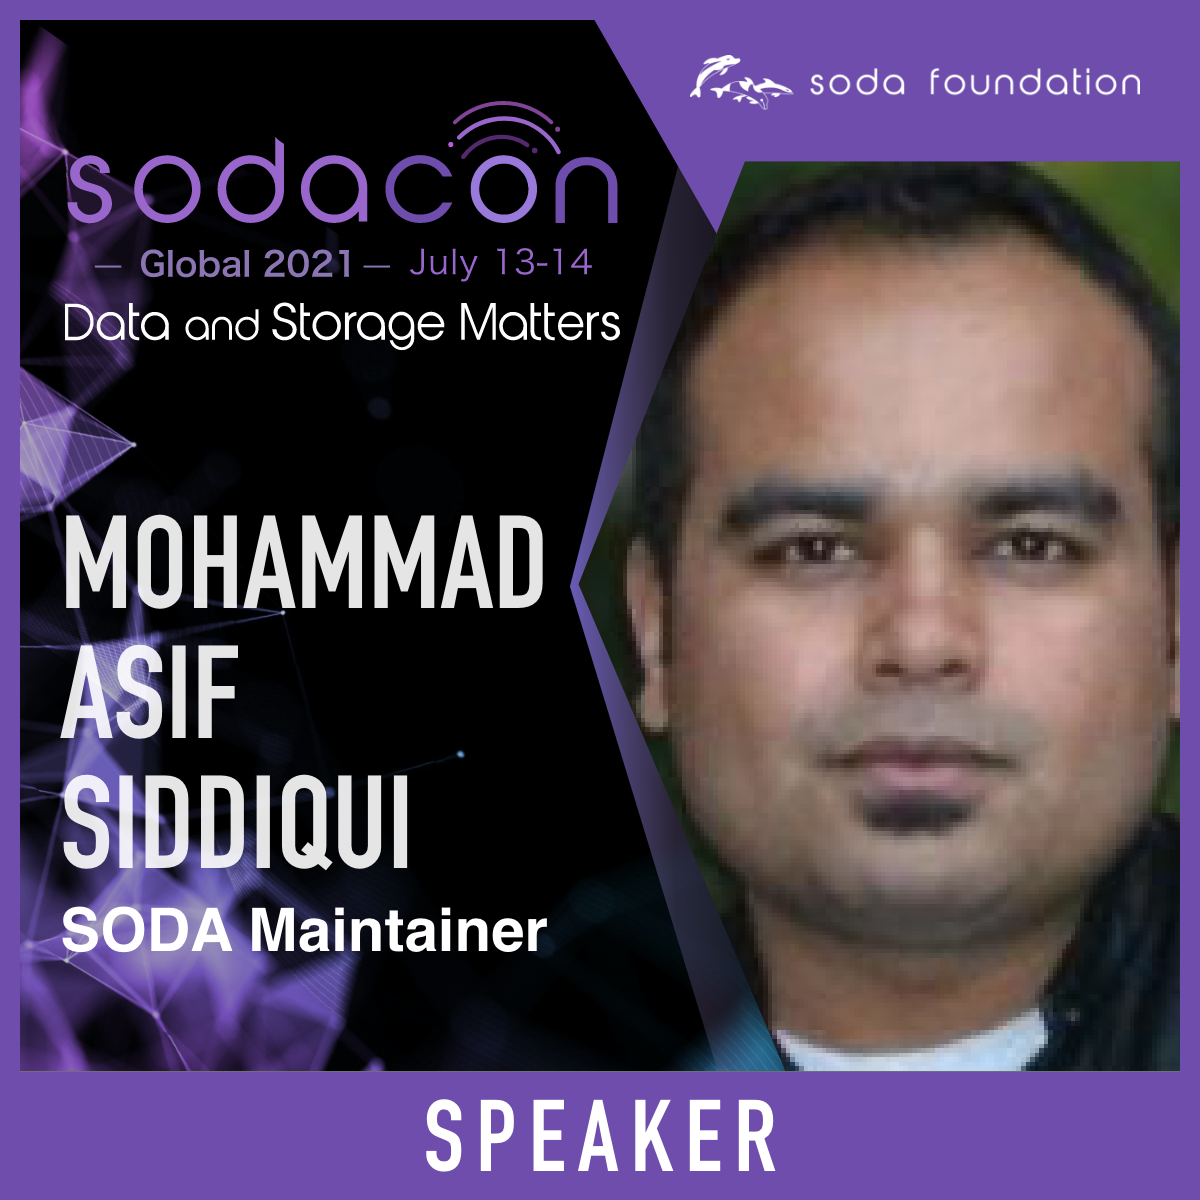 soda foundation
sodacon
— Global 2021 — July 13-14
Data and Storage Matters
MOHAMMAD
ASIF
SIDDIQUI
SODA Maintainer
SPEAKER